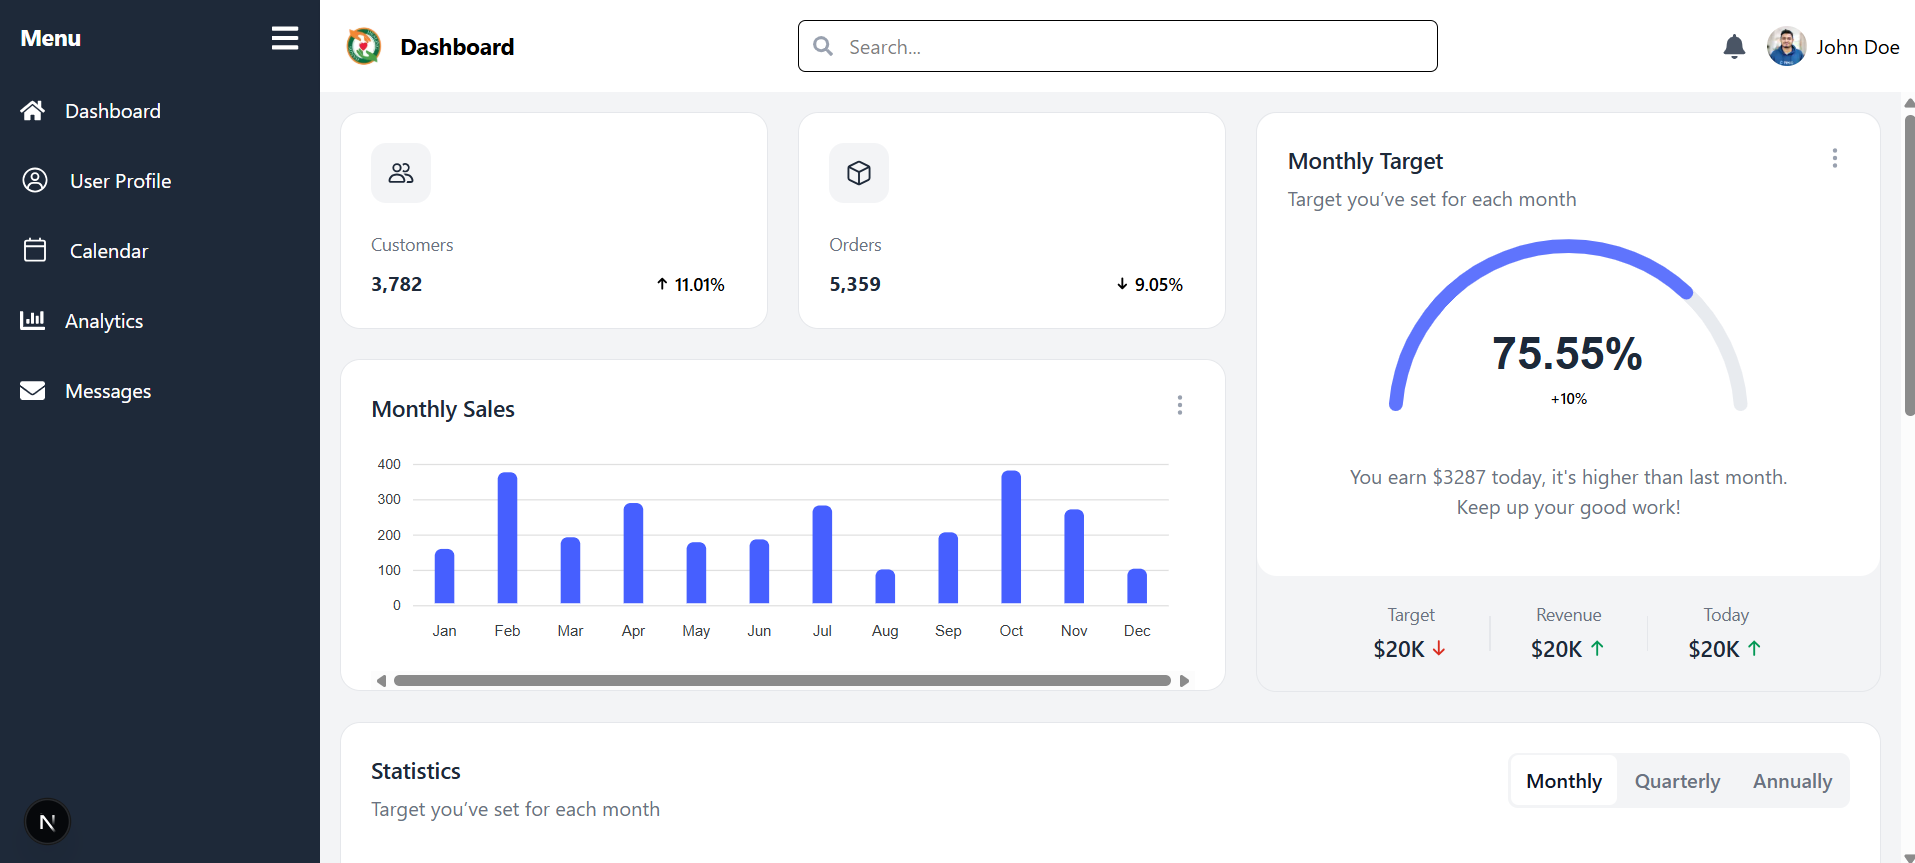 Menu
Dashboard
User Profile
Calendar
Analytics
Messages
N
Dashboard
Search...
John Doe
Customers
3,782
11.01%
Orders
5,359
9.05%
Monthly Sales
400
300
200
100
0
Jan Feb Mar Apr May Jun Jul Aug Sep Oct Nov Dec
Monthly Target
Target you’ve set for each month
75.55%
+10%
You earn $3287 today, it's higher than last month.
Keep up your good work!
Target Revenue Today
$20K $20K $20K
Statistics
Target you’ve set for each month
Monthly Quarterly Annually